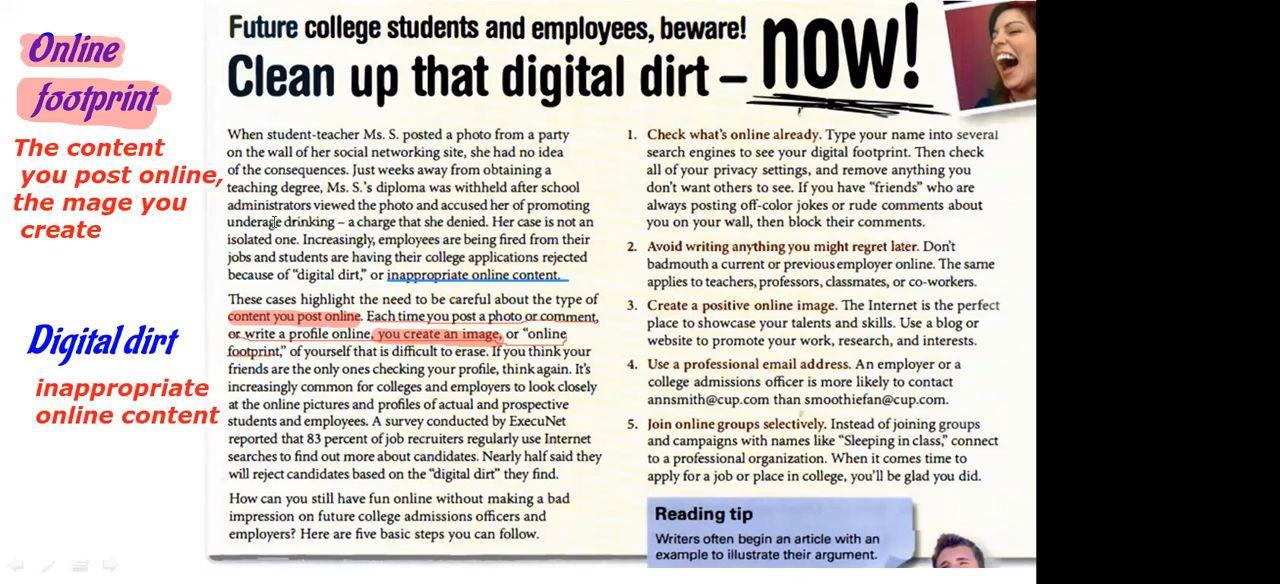 Online
footprint
The content
you post online,
the mage you
create
Digital dirt
inappropriate
online content
Future college students and employees, beware!
Clean up that digital dirt – now!
When student-teacher Ms. S. posted a photo from a party
on the wall of her social networking site, she had no idea
of the consequences. Just weeks away from obtaining a
teaching degree, Ms. S.'s diploma was withheld after school
administrators viewed the photo and accused her of promoting
underage drinking – a charge that she denied. Her case is not an
isolated one. Increasingly, employees are being fired from their
jobs and students are having their college applications rejected
because of "digital dirt," or inappropriate online content.
These cases highlight the need to be careful about the type of
content you post online. Each time you post a photo or comment,
or write a profile online, you create an image, or "online
footprint," of yourself that is difficult to erase. If you think your
friends are the only ones checking your profile, think again. It's
increasingly common for colleges and employers to look closely
at the online pictures and profiles of actual and prospective
students and employees. A survey conducted by ExecuNet
reported that 83 percent of job recruiters regularly use Internet
searches to find out more about candidates. Nearly half said they
will reject candidates based on the "digital dirt" they find.
How can you still have fun online without making a bad
impression on future college admissions officers and
employers? Here are five basic steps you can follow.
1. Check what's online already. Type your name into several
search engines to see your digital footprint. Then check
all of your privacy settings, and remove anything you
don't want others to see. If you have "friends" who are
always posting off-color jokes or rude comments about
you on your wall, then block their comments.
2. Avoid writing anything you might regret later. Don't
badmouth a current or previous employer online. The same
applies to teachers, professors, classmates, or co-workers.
3. Create a positive online image. The Internet is the perfect
place to showcase your talents and skills. Use a blog or
website to promote your work, research, and interests.
4. Use a professional email address. An employer or a
college admissions officer is more likely to contact
annsmith@cup.com than smoothiefan@cup.com.
5. Join online groups selectively. Instead of joining groups
and campaigns with names like "Sleeping in class," connect
to a professional organization. When it comes time to
apply for a job or place in college, you'll be glad you did.
Reading tip
Writers often begin an article with an
example to illustrate their argument.